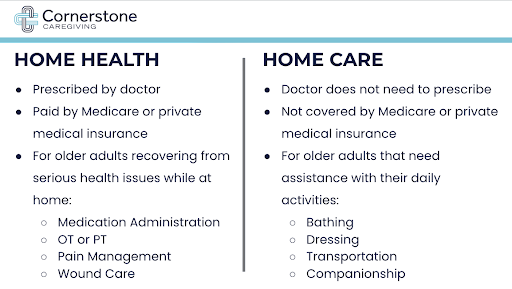 Cornerstone
CAREGIVING
HOME HEALTH
● Prescribed by doctor
● Paid by Medicare or private
medical insurance
● For older adults recovering from
serious health issues while at
home:
○ Medication Administration
○ OT or PT
○ Pain Management
○ Wound Care
HOME CARE
● Doctor does not need to prescribe
● Not covered by Medicare or private
medical insurance
● For older adults that need
assistance with their daily
activities:
○ Bathing
○ Dressing
○ Transportation
○ Companionship